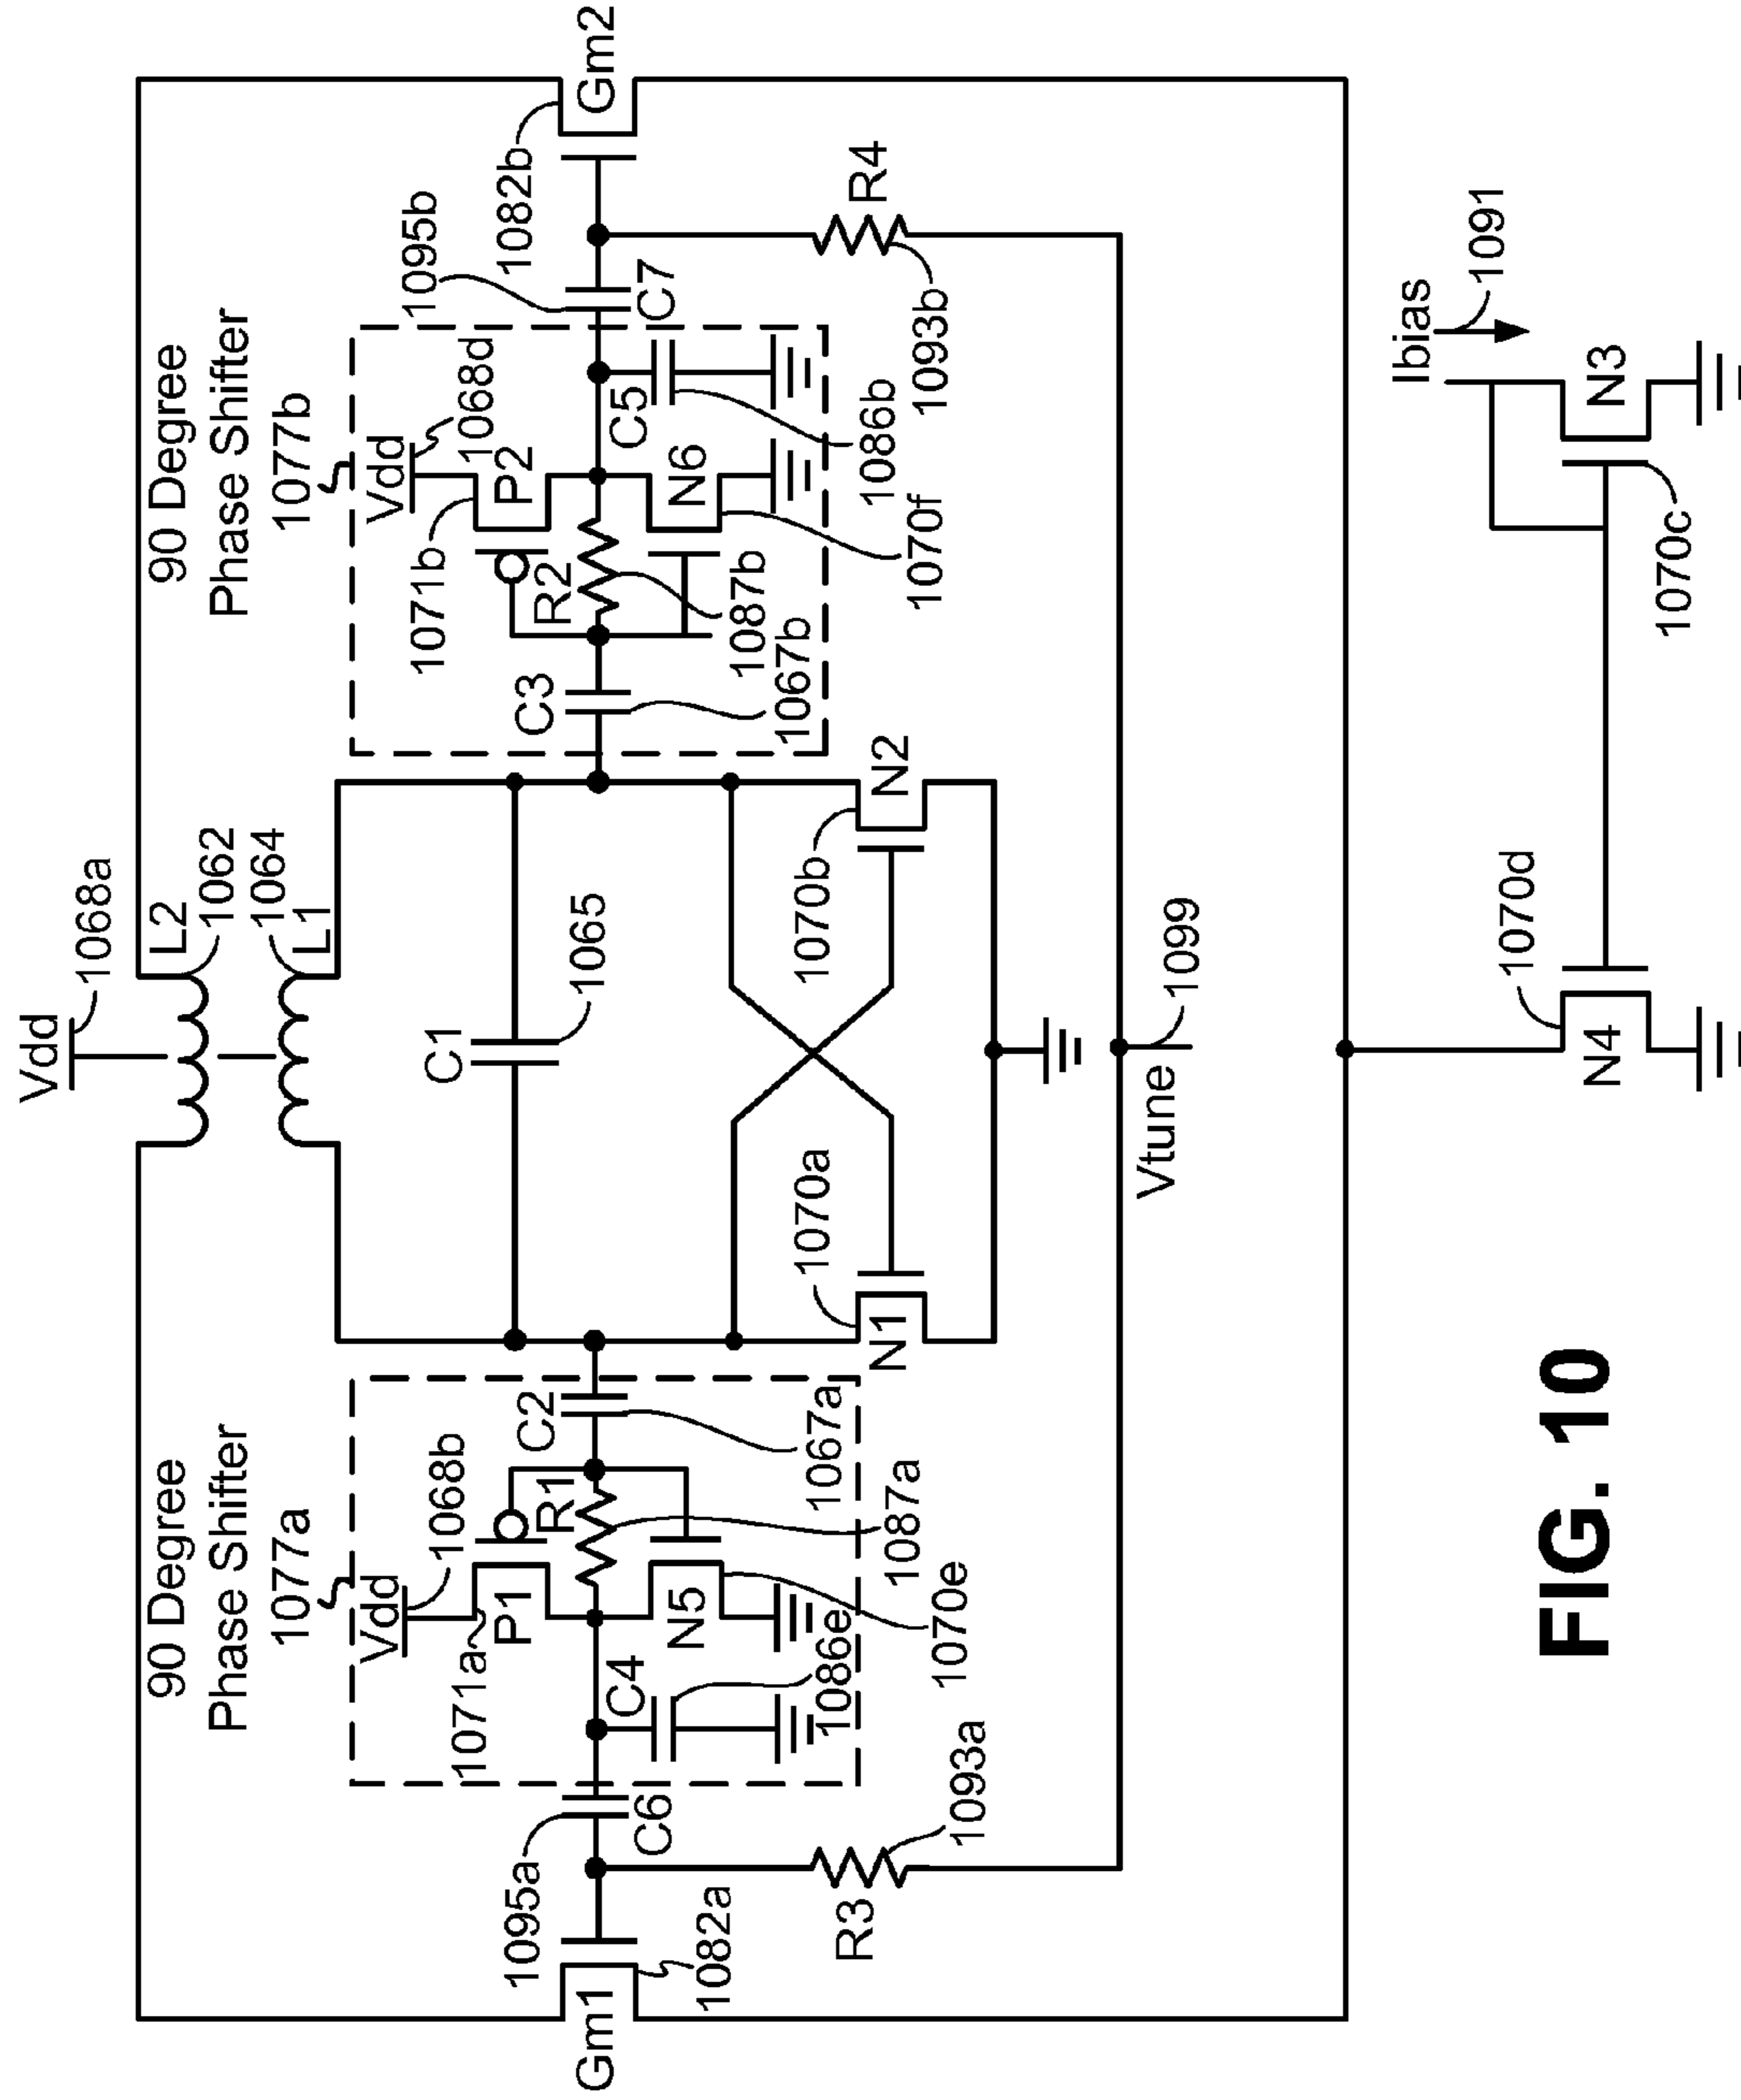 Vdd
1068a
L2
1062
1064
L1
90 Degree
Phase Shifter
1077a
90 Degree
Phase Shifter
1077b
Vdd
1068b
1071a
P1
R1
C2
1067a
1087a
N5
1070e
C4
1086e
C6
1095a
Gm1
1082a
R3
1093a
C1
1065
1070a
N1
1070b
N2
Vdd
1068d
1071b
P2
R2
C3
1067b
1087b
N6
1070f
C5
1086b
C7
1095b
1082b
Gm2
R4
1093b
Vtune
1099
Ibias
1091
N3
1070c
1070d
N4
FIG. 10